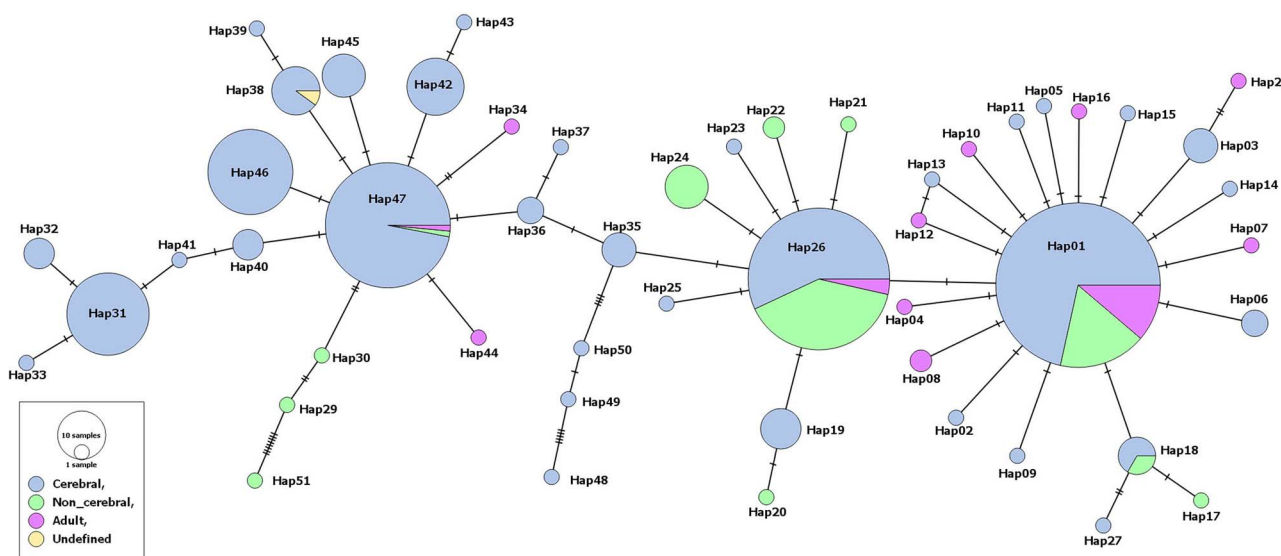 Hap39
Hap45
Hap43
Hap38
Hap42
Hap34
Hap37
Hap46
Hap47
Hap36
Hap35
Hap32
Hap41
Hap40
Hap31
Hap33
Hap30
Hap44
Hap29
Hap51
Hap50
Hap49
Hap48
Hap23
Hap22
Hap21
Hap24
Hap26
Hap25
Hap19
Hap20
Hap11
Hap05
Hap16
Hap15
Hap2
Hap10
Hap03
Hap13
Hap14
Hap12
Hap01
Hap07
Hap04
Hap06
Hap08
Hap02
Hap09
Hap18
Hap17
Hap27
10 samples
1 sample
Cerebral,
Non_cerebral,
Adult,
Undefined